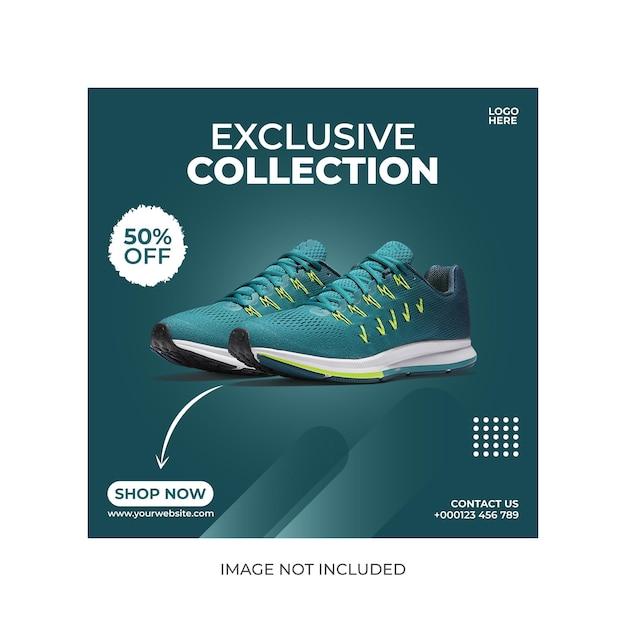 LOGO
HERE
EXCLUSIVE
COLLECTION
50%
OFF
SHOP NOW
www.yourwebsite.com
CONTACT US
+000123 456 789
IMAGE NOT INCLUDED